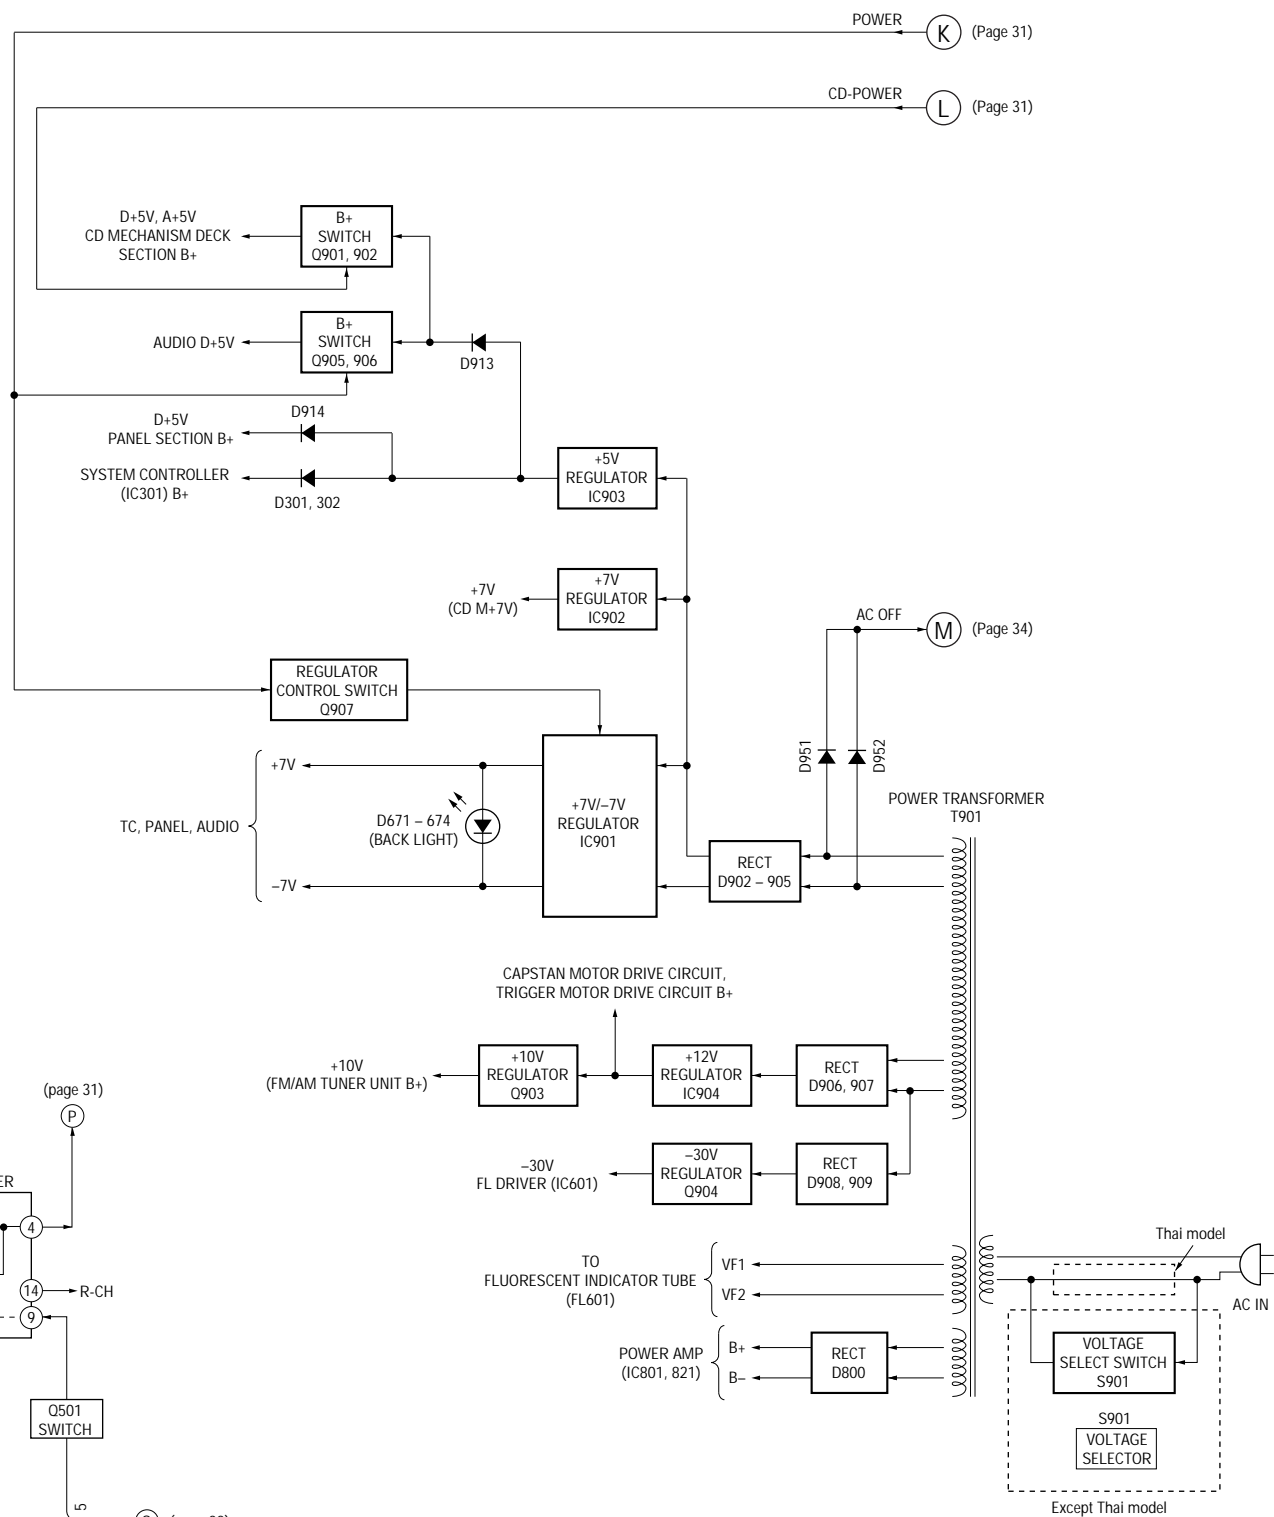 POWER
K
(Page 31)
CD-POWER
L
(Page 31)
D+5V, A+5V
CD MECHANISM DECK
SECTION B+
B+
SWITCH
Q901, 902
AUDIO D+5V
B+
SWITCH
Q905, 906
D913
D+5V
PANEL SECTION B+
D914
SYSTEM CONTROLLER
(IC301) B+
D301, 302
+5V
REGULATOR
IC903
+7V
(CD M+7V)
+7V
REGULATOR
IC902
AC OFF
M
(Page 34)
REGULATOR
CONTROL SWITCH
Q907
D951
D952
TC, PANEL, AUDIO
+7V
–7V
D671 – 674
(BACK LIGHT)
+7V/–7V
REGULATOR
IC901
RECT
D902 – 905
POWER TRANSFORMER
T901
CAPSTAN MOTOR DRIVE CIRCUIT,
TRIGGER MOTOR DRIVE CIRCUIT B+
+10V
(FM/AM TUNER UNIT B+)
+10V
REGULATOR
Q903
+12V
REGULATOR
IC904
RECT
D906, 907
–30V
FL DRIVER (IC601)
–30V
REGULATOR
Q904
RECT
D908, 909
(page 31)
P
ER
4
14
R-CH
9
Q501
SWITCH
5
TO
FLUORESCENT INDICATOR TUBE
(FL601)
VF1
VF2
POWER AMP
(IC801, 821)
B+
B–
RECT
D800
Thai model
AC IN
VOLTAGE
SELECT SWITCH
S901
S901
VOLTAGE
SELECTOR
Except Thai model